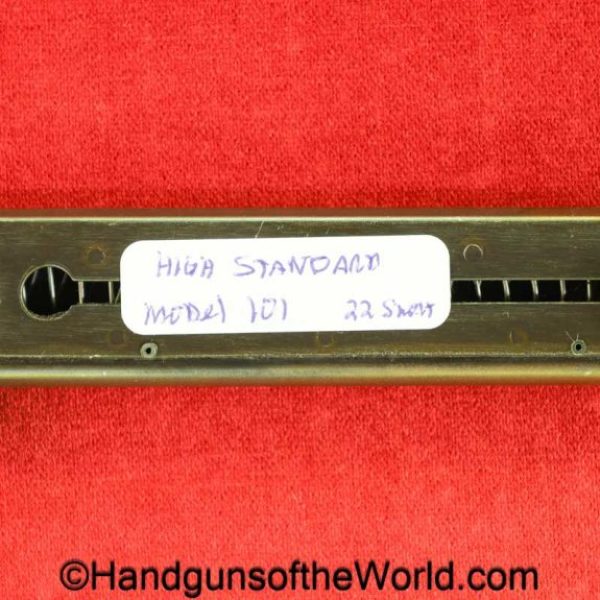 HIGH STANDARD
MODEl 101 22 Short
©HandgunsoftheWorld.com